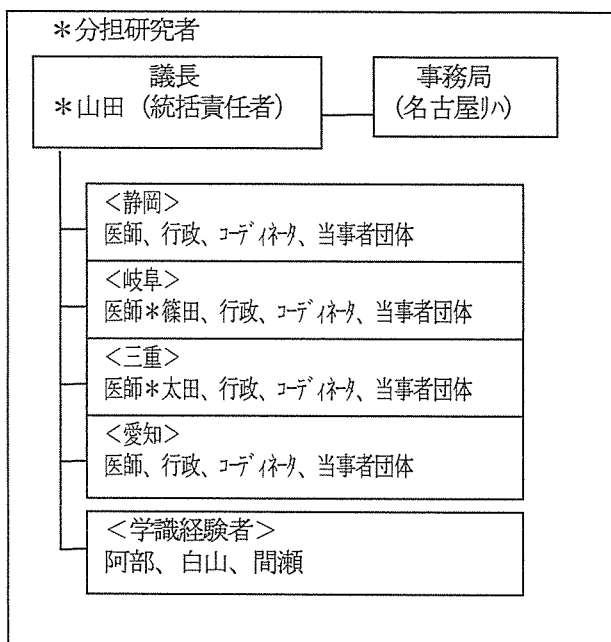 ＊分担研究者
議長
＊山田（統括責任者）
事務局
(名古屋ﾘﾊ)
＜静岡＞
医師、行政、ｺｰﾃﾞｨﾈｰﾀ、当事者団体
＜岐阜＞
医師＊篠田、行政、ｺｰﾃﾞｨﾈｰﾀ、当事者団体
＜三重＞
医師＊太田、行政、ｺｰﾃﾞｨﾈｰﾀ、当事者団体
＜愛知＞
医師、行政、ｺｰﾃﾞｨﾈｰﾀ、当事者団体
＜学識経験者＞
阿部、白山、間瀬